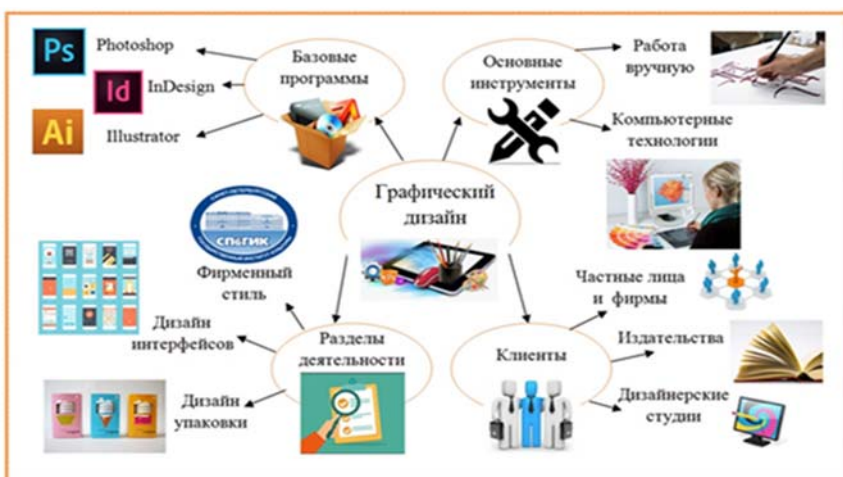 Ps
Photoshop
Id
InDesign
Ai
Illustrator
Базовые
программы
Основные
инструменты
Работа
вручную
Компьютерные
технологии
Графический
дизайн
СПбГИК
Фирменный
стиль
Дизайн
интерфейсов
Дизайн
упаковки
Разделы
деятельности
Клиенты
Частные лица
и фирмы
Издательства
Дизайнерские
студии